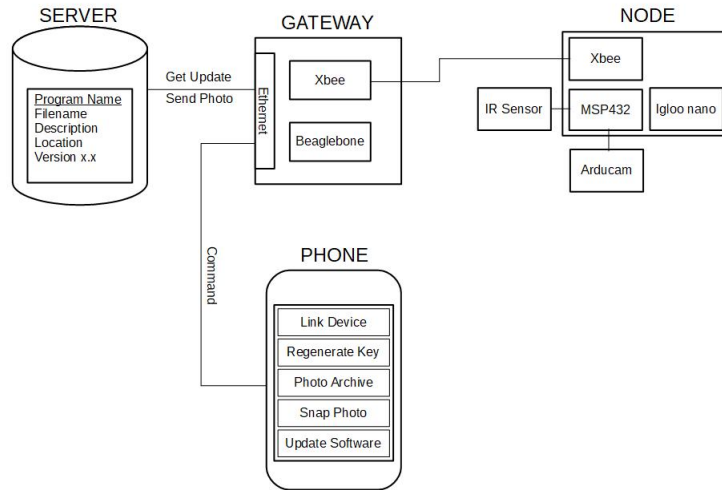 SERVER
Program Name
Filename
Description
Location
Version x.x
Get Update
Send Photo
GATEWAY
Ethernet
Xbee
Beaglebone
NODE
Xbee
IR Sensor
MSP432
Igloo nano
Arducam
Command
PHONE
Link Device
Regenerate Key
Photo Archive
Snap Photo
Update Software